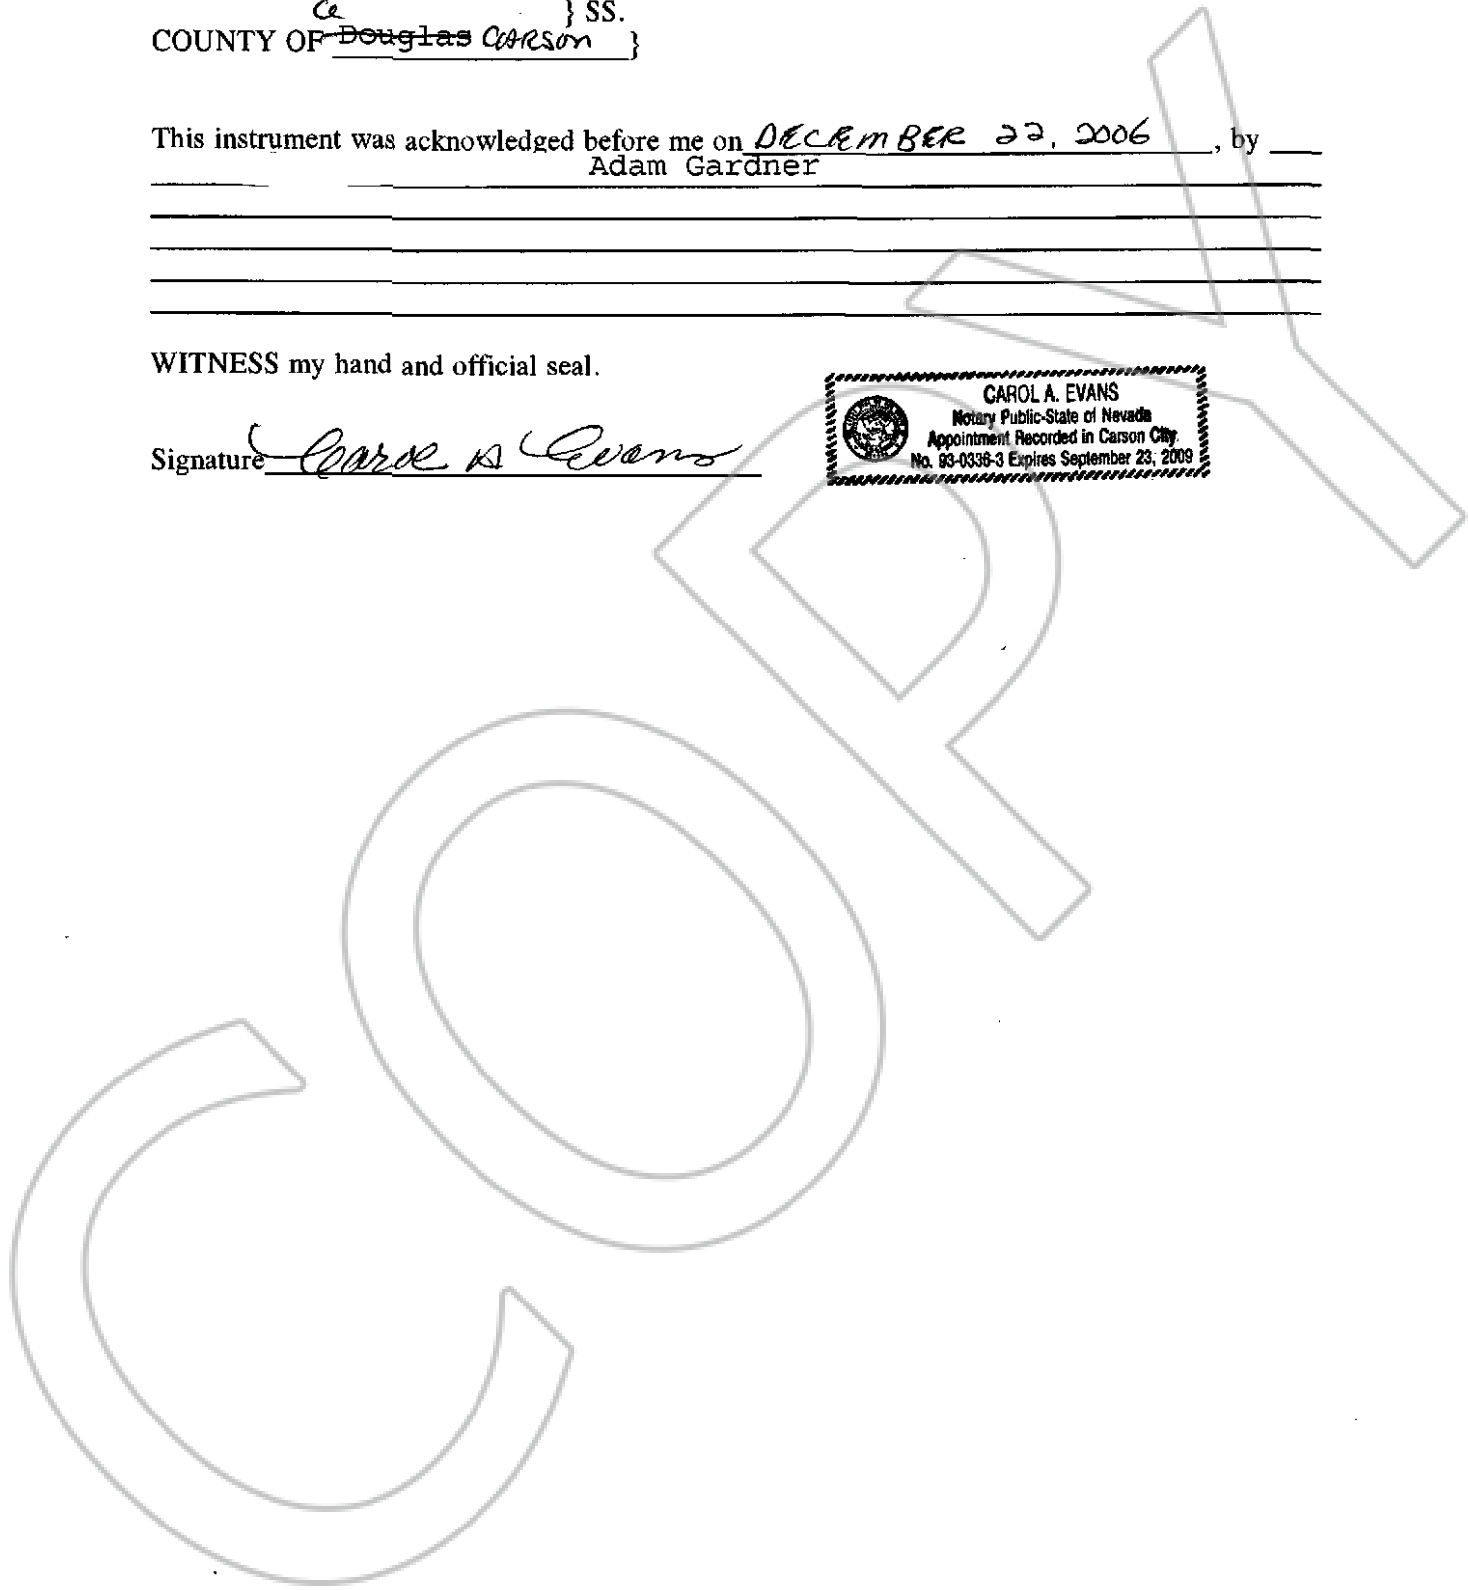 ce } SS.
COUNTY OF Douglas CARSON }
This instrument was acknowledged before me on DECEMBER 22, 2006, by
Adam Gardner
WITNESS my hand and official seal.
Signature Carol A Evans
CAROL A. EVANS
Notary Public-State of Nevada
Appointment Recorded in Carson City
No. 93-0336-3 Expires September 23, 2009
COPY